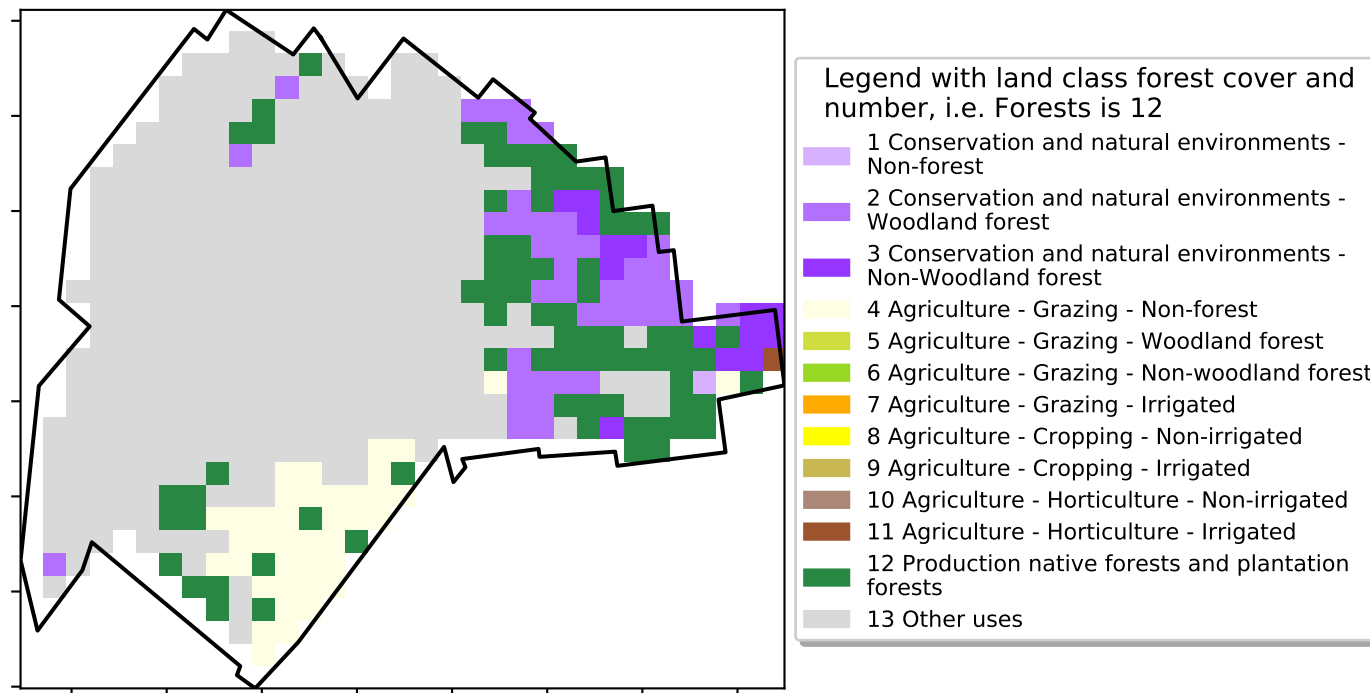 Legend with land class forest cover and
number, i.e. Forests is 12
1 Conservation and natural environments -
Non-forest
2 Conservation and natural environments -
Woodland forest
3 Conservation and natural environments -
Non-Woodland forest
4 Agriculture - Grazing - Non-forest
5 Agriculture - Grazing - Woodland forest
6 Agriculture - Grazing - Non-woodland forest
7 Agriculture - Grazing - Irrigated
8 Agriculture - Cropping - Non-irrigated
9 Agriculture - Cropping - Irrigated
10 Agriculture - Horticulture - Non-irrigated
11 Agriculture - Horticulture - Irrigated
12 Production native forests and plantation
forests
13 Other uses